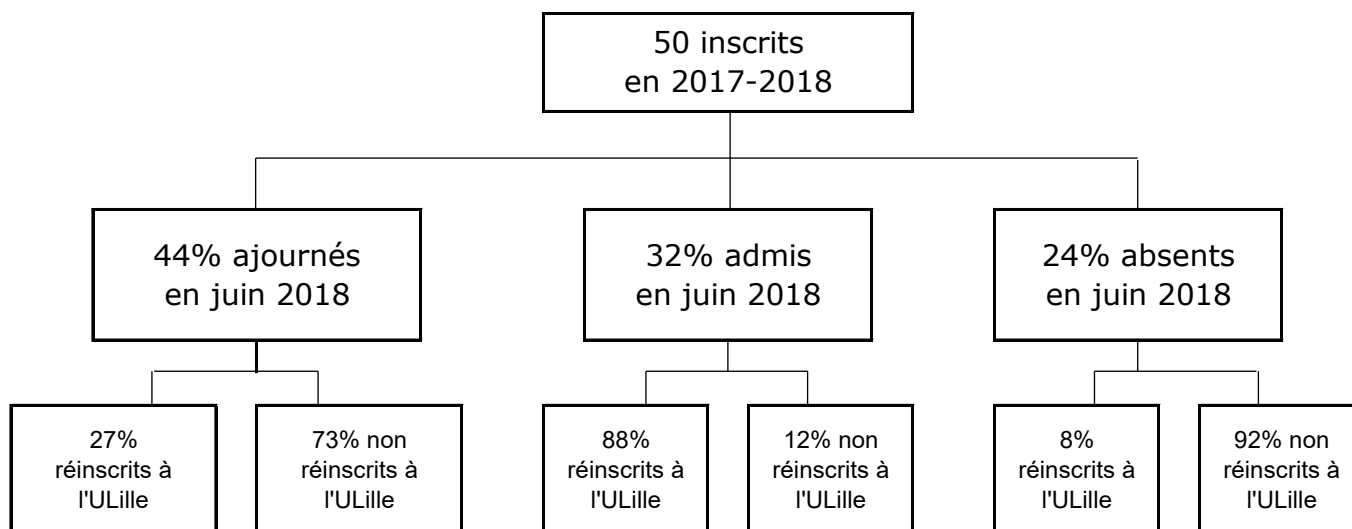 50 inscrits
en 2017-2018
44% ajournés
en juin 2018
32% admis
en juin 2018
24% absents
en juin 2018
27%
réinscrits à
l'ULille
73% non
réinscrits à
l'ULille
88%
réinscrits à
l'ULille
12% non
réinscrits à
l'ULille
8%
réinscrits à
l'ULille
92% non
réinscrits à
l'ULille